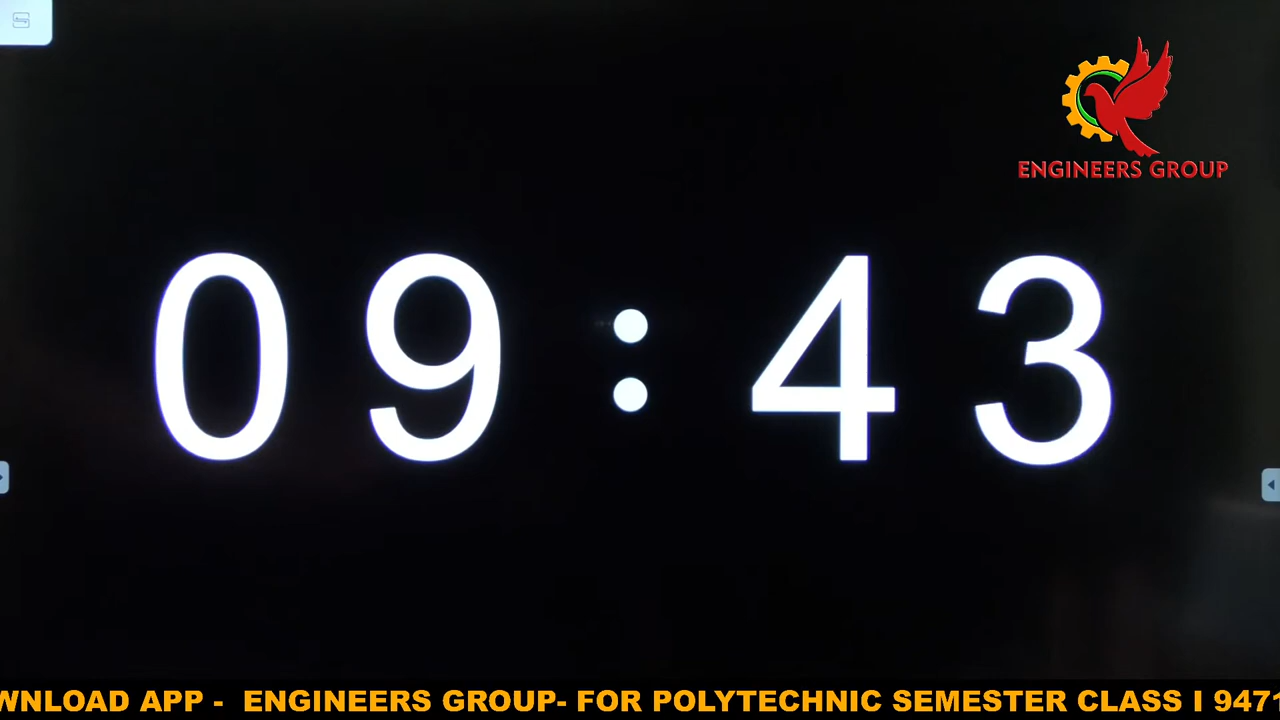 ENGINEERS GROUP
09:43
WNLOAD APP - ENGINEERS GROUP- FOR POLYTECHNIC SEMESTER CLASS I 9471